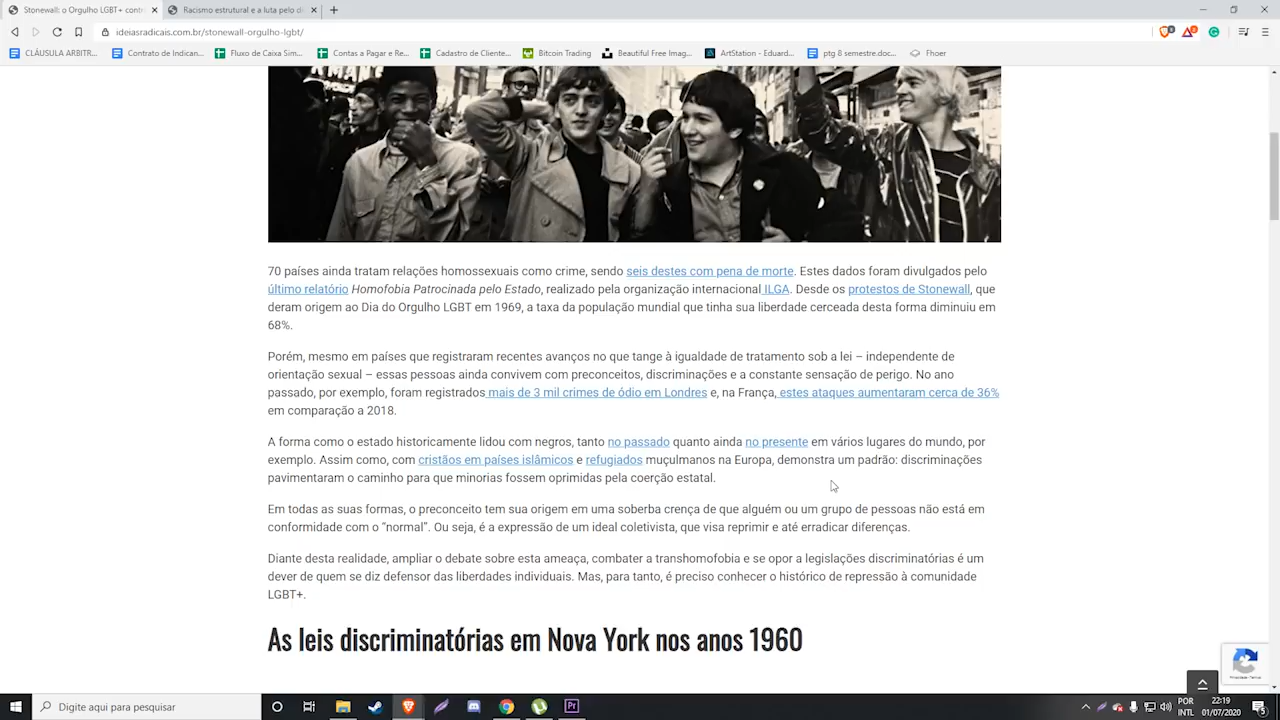 Stonewall: o Orgulho LGBT+ contr
Racismo estrutural e a luta pelo di
ideiasradicais.com.br/stonewall-orgulho-lgbt/
CLÁUSULA ARBITR...
Contrato de Indican...
Fluxo de Caixa Sim...
Contas a Pagar e Re...
Cadastro de Cliente...
Bitcoin Trading
Beautiful Free Imag...
ArtStation - Eduard...
ptg 8 semestre.doc...
Fhoer
70 países ainda tratam relações homossexuais como crime, sendo seis destes com pena de morte. Estes dados foram divulgados pelo
último relatório Homofobia Patrocinada pelo Estado, realizado pela organização internacional ILGA. Desde os protestos de Stonewall, que
deram origem ao Dia do Orgulho LGBT em 1969, a taxa da população mundial que tinha sua liberdade cerceada desta forma diminuiu em
68%.
Porém, mesmo em países que registraram recentes avanços no que tange à igualdade de tratamento sob a lei – independente de
orientação sexual – essas pessoas ainda convivem com preconceitos, discriminações e a constante sensação de perigo. No ano
passado, por exemplo, foram registrados mais de 3 mil crimes de ódio em Londres e, na França, estes ataques aumentaram cerca de 36%
em comparação a 2018.
A forma como o estado historicamente lidou com negros, tanto no passado quanto ainda no presente em vários lugares do mundo, por
exemplo. Assim como, com cristãos em países islâmicos e refugiados muçulmanos na Europa, demonstra um padrão: discriminações
pavimentaram o caminho para que minorias fossem oprimidas pela coerção estatal.
Em todas as suas formas, o preconceito tem sua origem em uma soberba crença de que alguém ou um grupo de pessoas não está em
conformidade com o “normal”. Ou seja, é a expressão de um ideal coletivista, que visa reprimir e até erradicar diferenças.
Diante desta realidade, ampliar o debate sobre esta ameaça, combater a transhomofobia e se opor a legislações discriminatórias é um
dever de quem se diz defensor das liberdades individuais. Mas, para tanto, é preciso conhecer o histórico de repressão à comunidade
LGBT+.
As leis discriminatórias em Nova York nos anos 1960
Privacidade - Termos
Digite aqui para pesquisar
Pr
POR
INTL
22:19
01/07/2020